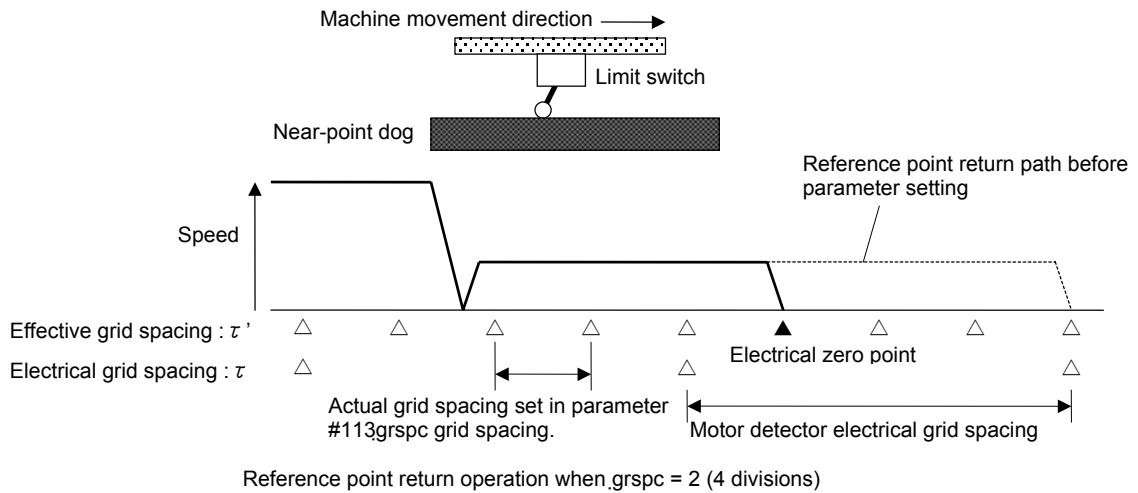 Machine movement direction
Limit switch
Near-point dog
Reference point return path before
parameter setting
Speed
Effective grid spacing : τ '
Electrical zero point
Electrical grid spacing : τ
Actual grid spacing set in parameter
#113 grspc grid spacing.
Motor detector electrical grid spacing
Reference point return operation when grspc = 2 (4 divisions)